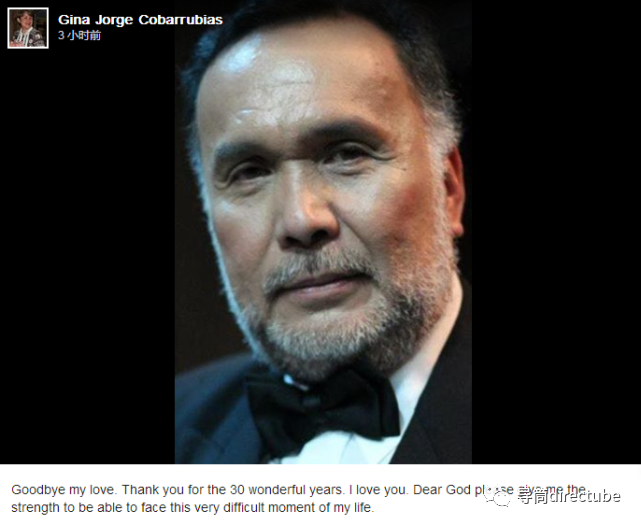 Gina Jorge Cobarrubias
3 小时前
Goodbye my love. Thank you for the 30 wonderful years. I love you. Dear God please give me the
strength to be able to face this very difficult moment of my life.
寻筒directube